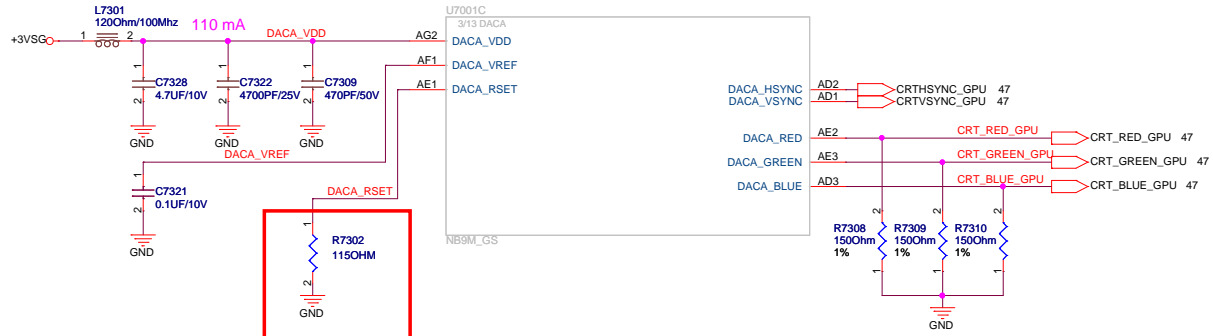 L7301
120Ohm/100Mhz
+3VSG
1
2
110 mA
DACA_VDD
AG2
U7001C
3/13 DACA
DACA_VDD
AF1
DACA_VREF
AE1
DACA_RSET
1
C7328
4.7UF/10V
2
GND
1
C7322
4700PF/25V
2
GND
1
C7309
470PF/50V
2
GND
DACA_VREF
1
C7321
0.1UF/10V
2
GND
DACA_RSET
1
R7302
115OHM
2
GND
NB9M_GS
DACA_HSYNC
AD2
CRTHSYNC_GPU 47
DACA_VSYNC
AD1
CRTVSYNC_GPU 47
DACA_RED
AE2
CRT_RED_GPU
CRT_RED_GPU 47
DACA_GREEN
AE3
CRT_GREEN_GPU
CRT_GREEN_GPU 47
DACA_BLUE
AD3
CRT_BLUE_GPU
CRT_BLUE_GPU 47
2
R7308
150Ohm
1%
1
2
R7309
150Ohm
1%
1
2
R7310
150Ohm
1%
1
GND